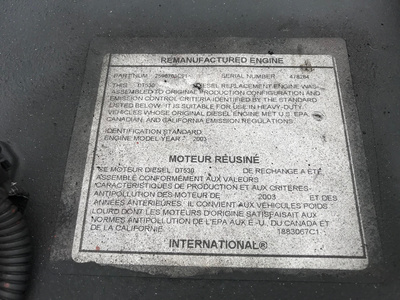 REMANUFACTURED ENGINE
PART NUM. SERIAL NUMBER
THIS DT530 DIESEL REPLACEMENT ENGINE WAS
ASSEMBLED TO ORIGINAL PRODUCTION CONFIGURATION AND
EMISSION CONTROL CRITERIA IDENTIFIED BY THE STANDARD
LISTED BELOW. IT IS SUITABLE FOR USE IN HEAVY-DUTY
VEHICLES WHOSE ORIGINAL DIESEL ENGINE MET U.S. EPA,
CANADIAN, AND CALIFORNIA EMISSION REGULATIONS.
IDENTIFICATION STANDARD
ENGINE MODEL YEAR 2003
MOTEUR RÉUSINÉ
CE MOTEUR DIESEL DT530 DE RECHANGE A ÉTÉ
ASSEMBLÉ CONFORMÉMENT AUX VALEURS
CARACTÉRISTIQUES DE PRODUCTION ET AUX CRITÈRES
ANTIPOLLUTION DES MOTEUR DE 2003 ET DES
ANNÉES ANTÉRIEURES. IL CONVIENT AUX VÉHICULES POIDS
LOURD DONT LES MOTEURS D'ORIGINE SATISFAISAIT AUX
NORMES ANTIPOLLUTION DE l'EPA AUX É.-U., DU CANADA ET
DE LA CALIFORNIE. 1883067C1
INTERNATIONAL®